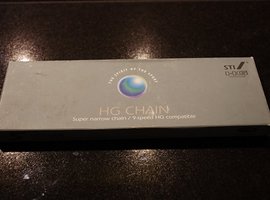 THE SPIRIT OF THE SPORT
STI
HG CHAIN
Super narrow chain / 9 speed HG compatible